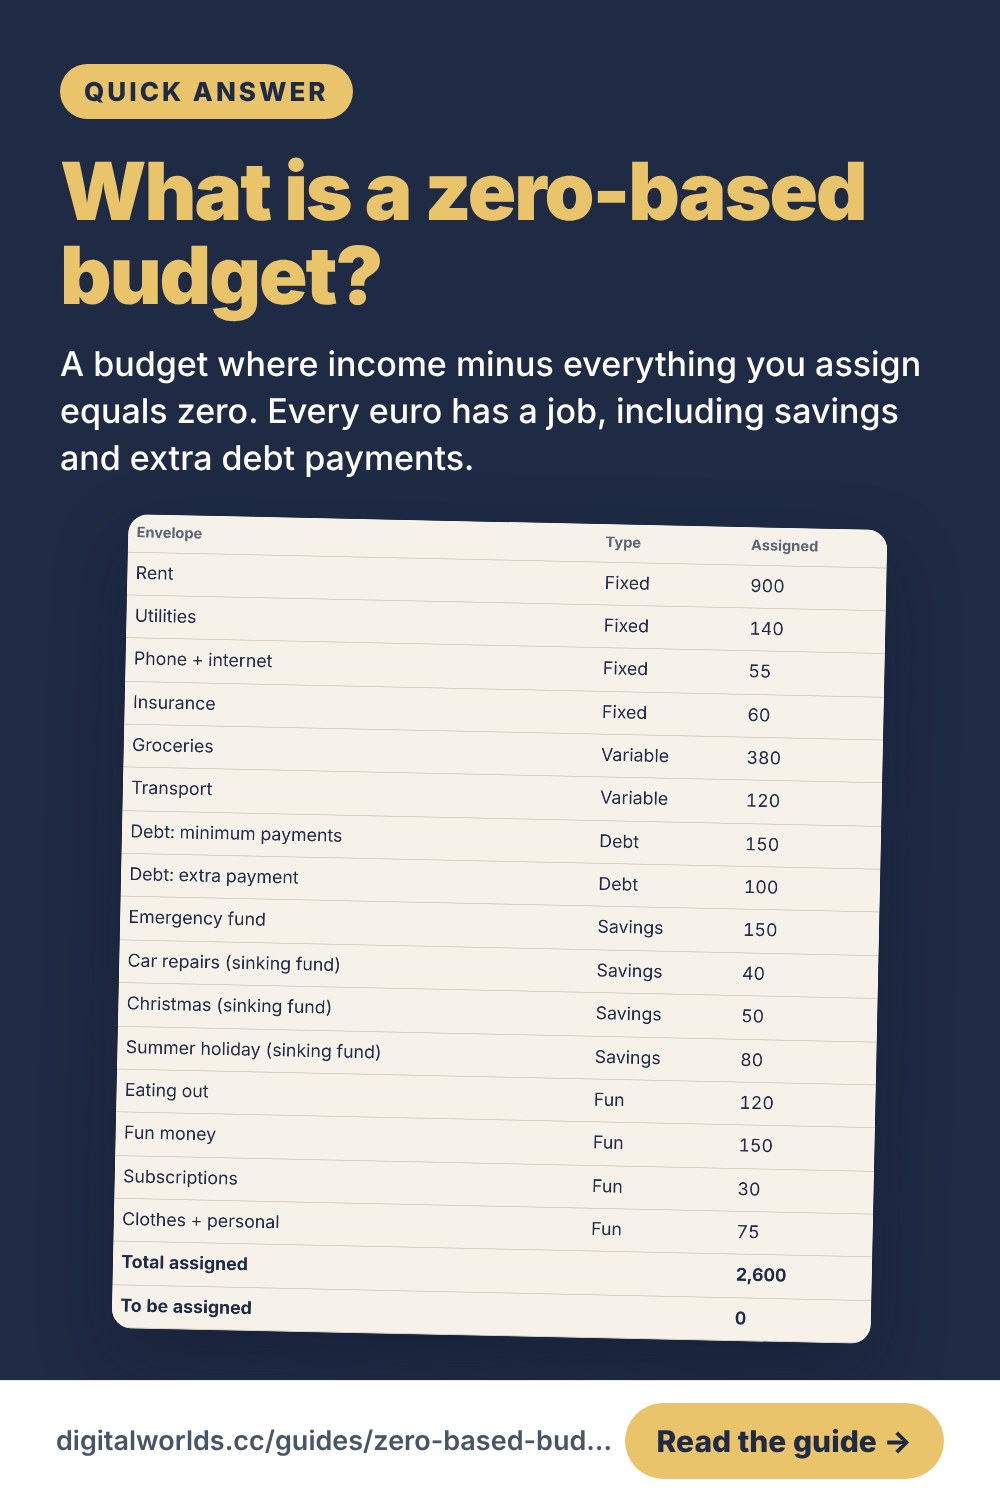 QUICK ANSWER
What is a zero-based
budget?
A budget where income minus everything you assign
equals zero. Every euro has a job, including savings
and extra debt payments.
Envelope Type Assigned
Rent Fixed 900
Utilities Fixed 140
Phone + internet Fixed 55
Insurance Fixed 60
Groceries Variable 380
Transport Variable 120
Debt: minimum payments Debt 150
Debt: extra payment Debt 100
Emergency fund Savings 150
Car repairs (sinking fund) Savings 40
Christmas (sinking fund) Savings 50
Summer holiday (sinking fund) Savings 80
Eating out Fun 120
Fun money Fun 150
Subscriptions Fun 30
Clothes + personal Fun 75
Total assigned 2,600
To be assigned 0
digitalworlds.cc/guides/zero-based-bud... Read the guide →